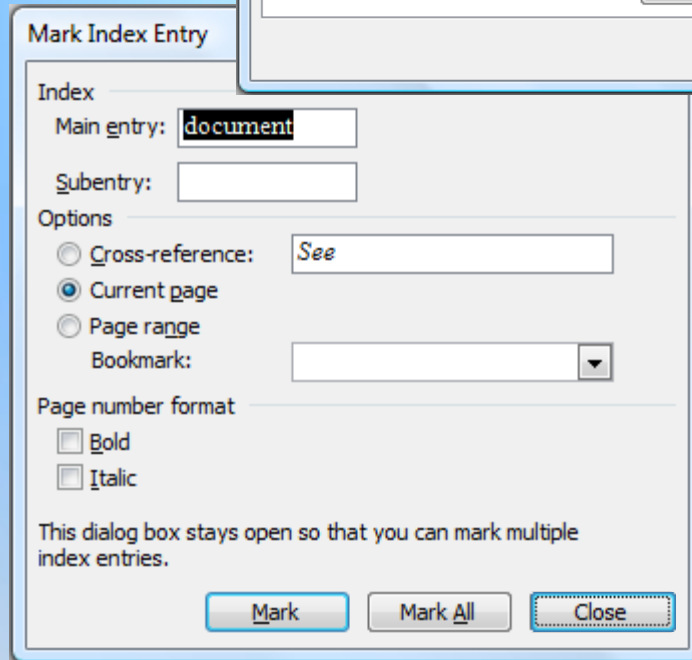 Mark Index Entry
Index
Main entry: document
Subentry:
Options
Cross-reference: See
Current page
Page range
Bookmark:
Page number format
Bold
Italic
This dialog box stays open so that you can mark multiple
index entries.
Mark Mark All Close